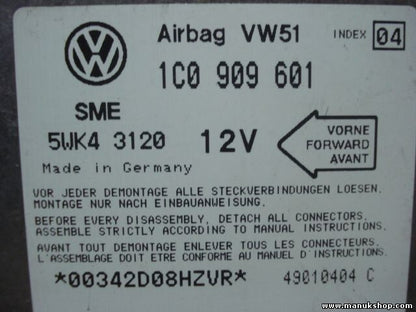 VW Airbag VW51 INDEX 04
1C0 909 601
SME
5WK4 3120 12V
VORNE
FORWARD
AVANT
Made in Germany
VOR JEDER DEMONTAGE ALLE STECKVERBINDUNGEN LOESEN.
MONTAGE NUR NACH EINBAUANWEISUNG.
BEFORE EVERY DISASSEMBLY, DETACH ALL CONNECTORS.
ASSEMBLE STRICTLY ACCORDING TO MANUAL INSTRUCTIONS.
AVANT TOUT DEMONTAGE ENLEVER TOUS LES CONNECTEURS.
L'ASSEMBLAGE DOIT ETRE CONFORME AU MANUEL D'INSTRUCTIONS.
*00342D08HZVR* 49010404 C
www.manukshop.com